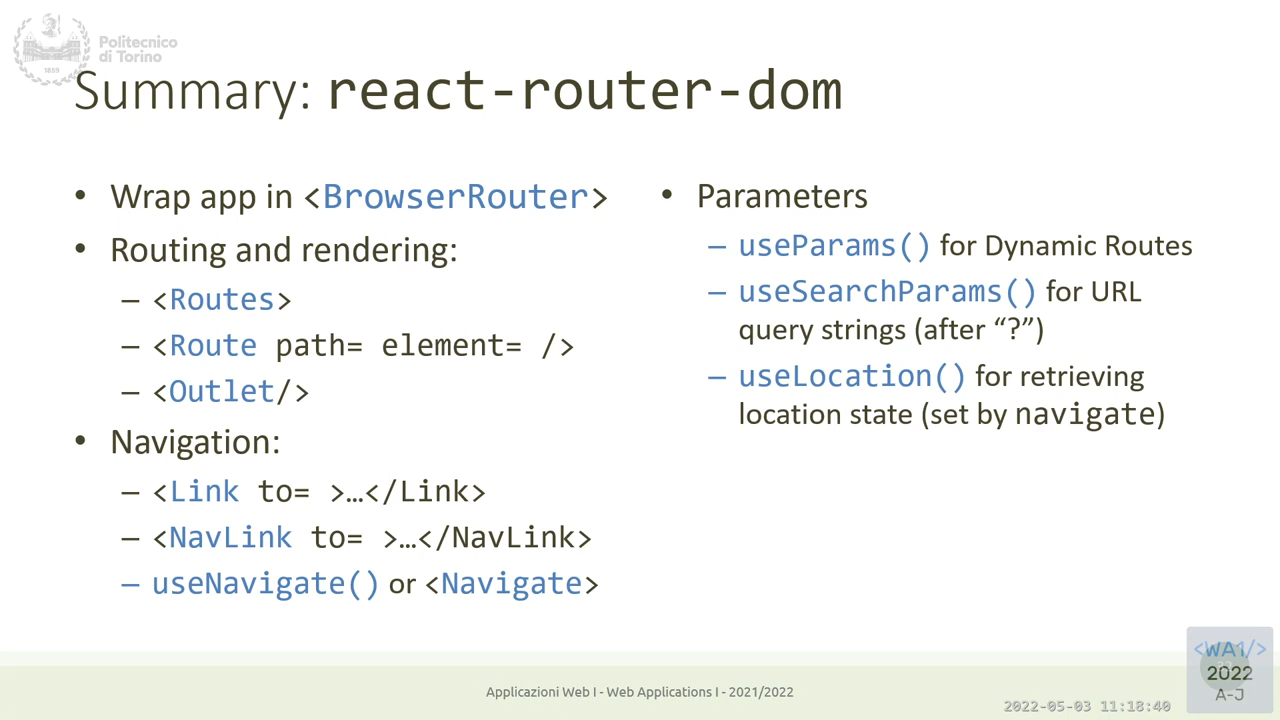 Politecnico
di Torino
1859
Summary: react-router-dom
• Wrap app in <BrowserRouter>
• Routing and rendering:
– <Routes>
– <Route path= element= />
– <Outlet/>
• Navigation:
– <Link to= >…</Link>
– <NavLink to= >…</NavLink>
– useNavigate() or <Navigate>
• Parameters
– useParams() for Dynamic Routes
– useSearchParams() for URL
query strings (after “?”)
– useLocation() for retrieving
location state (set by navigate)
Applicazioni Web I - Web Applications I - 2021/2022
2022-05-03 11:18:40
<WA1/>
2022
A-J